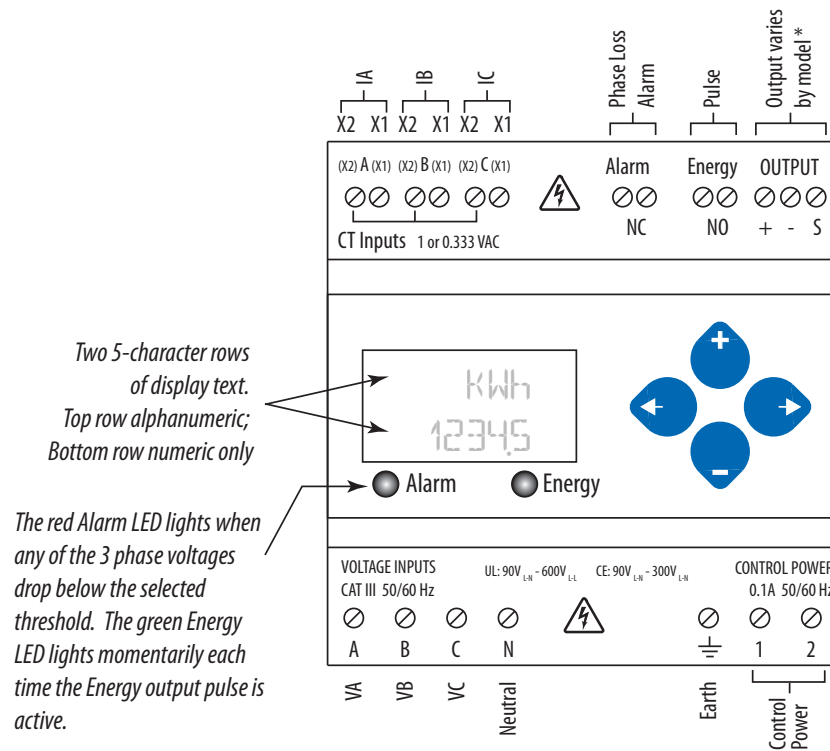 IA IB IC
Phase Loss
Alarm
Pulse
Output varies
by model *
X2 X1 X2 X1 X2 X1
(X2) A (X1) (X2) B (X1) (X2) C (X1)
Alarm Energy OUTPUT
NC NO + - S
CT Inputs 1 or 0.333 VAC
Two 5-character rows
of display text.
Top row alphanumeric;
Bottom row numeric only
KWh
1234.5
+
-
Alarm Energy
The red Alarm LED lights when
any of the 3 phase voltages
drop below the selected
threshold. The green Energy
LED lights momentarily each
time the Energy output pulse is
active.
VOLTAGE INPUTS
CAT III 50/60 Hz
UL: 90V L-N - 600V L-L CE: 90V L-N - 300V L-N
CONTROL POWER
0.1A 50/60 Hz
A B C N 1 2
VA VB VC Neutral Earth
Control
Power